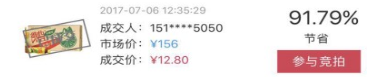 2017-07-06 12:35:29
成交人：151****5050
市场价：¥156
成交价：¥12.80
91.79%
节省
参与竞拍